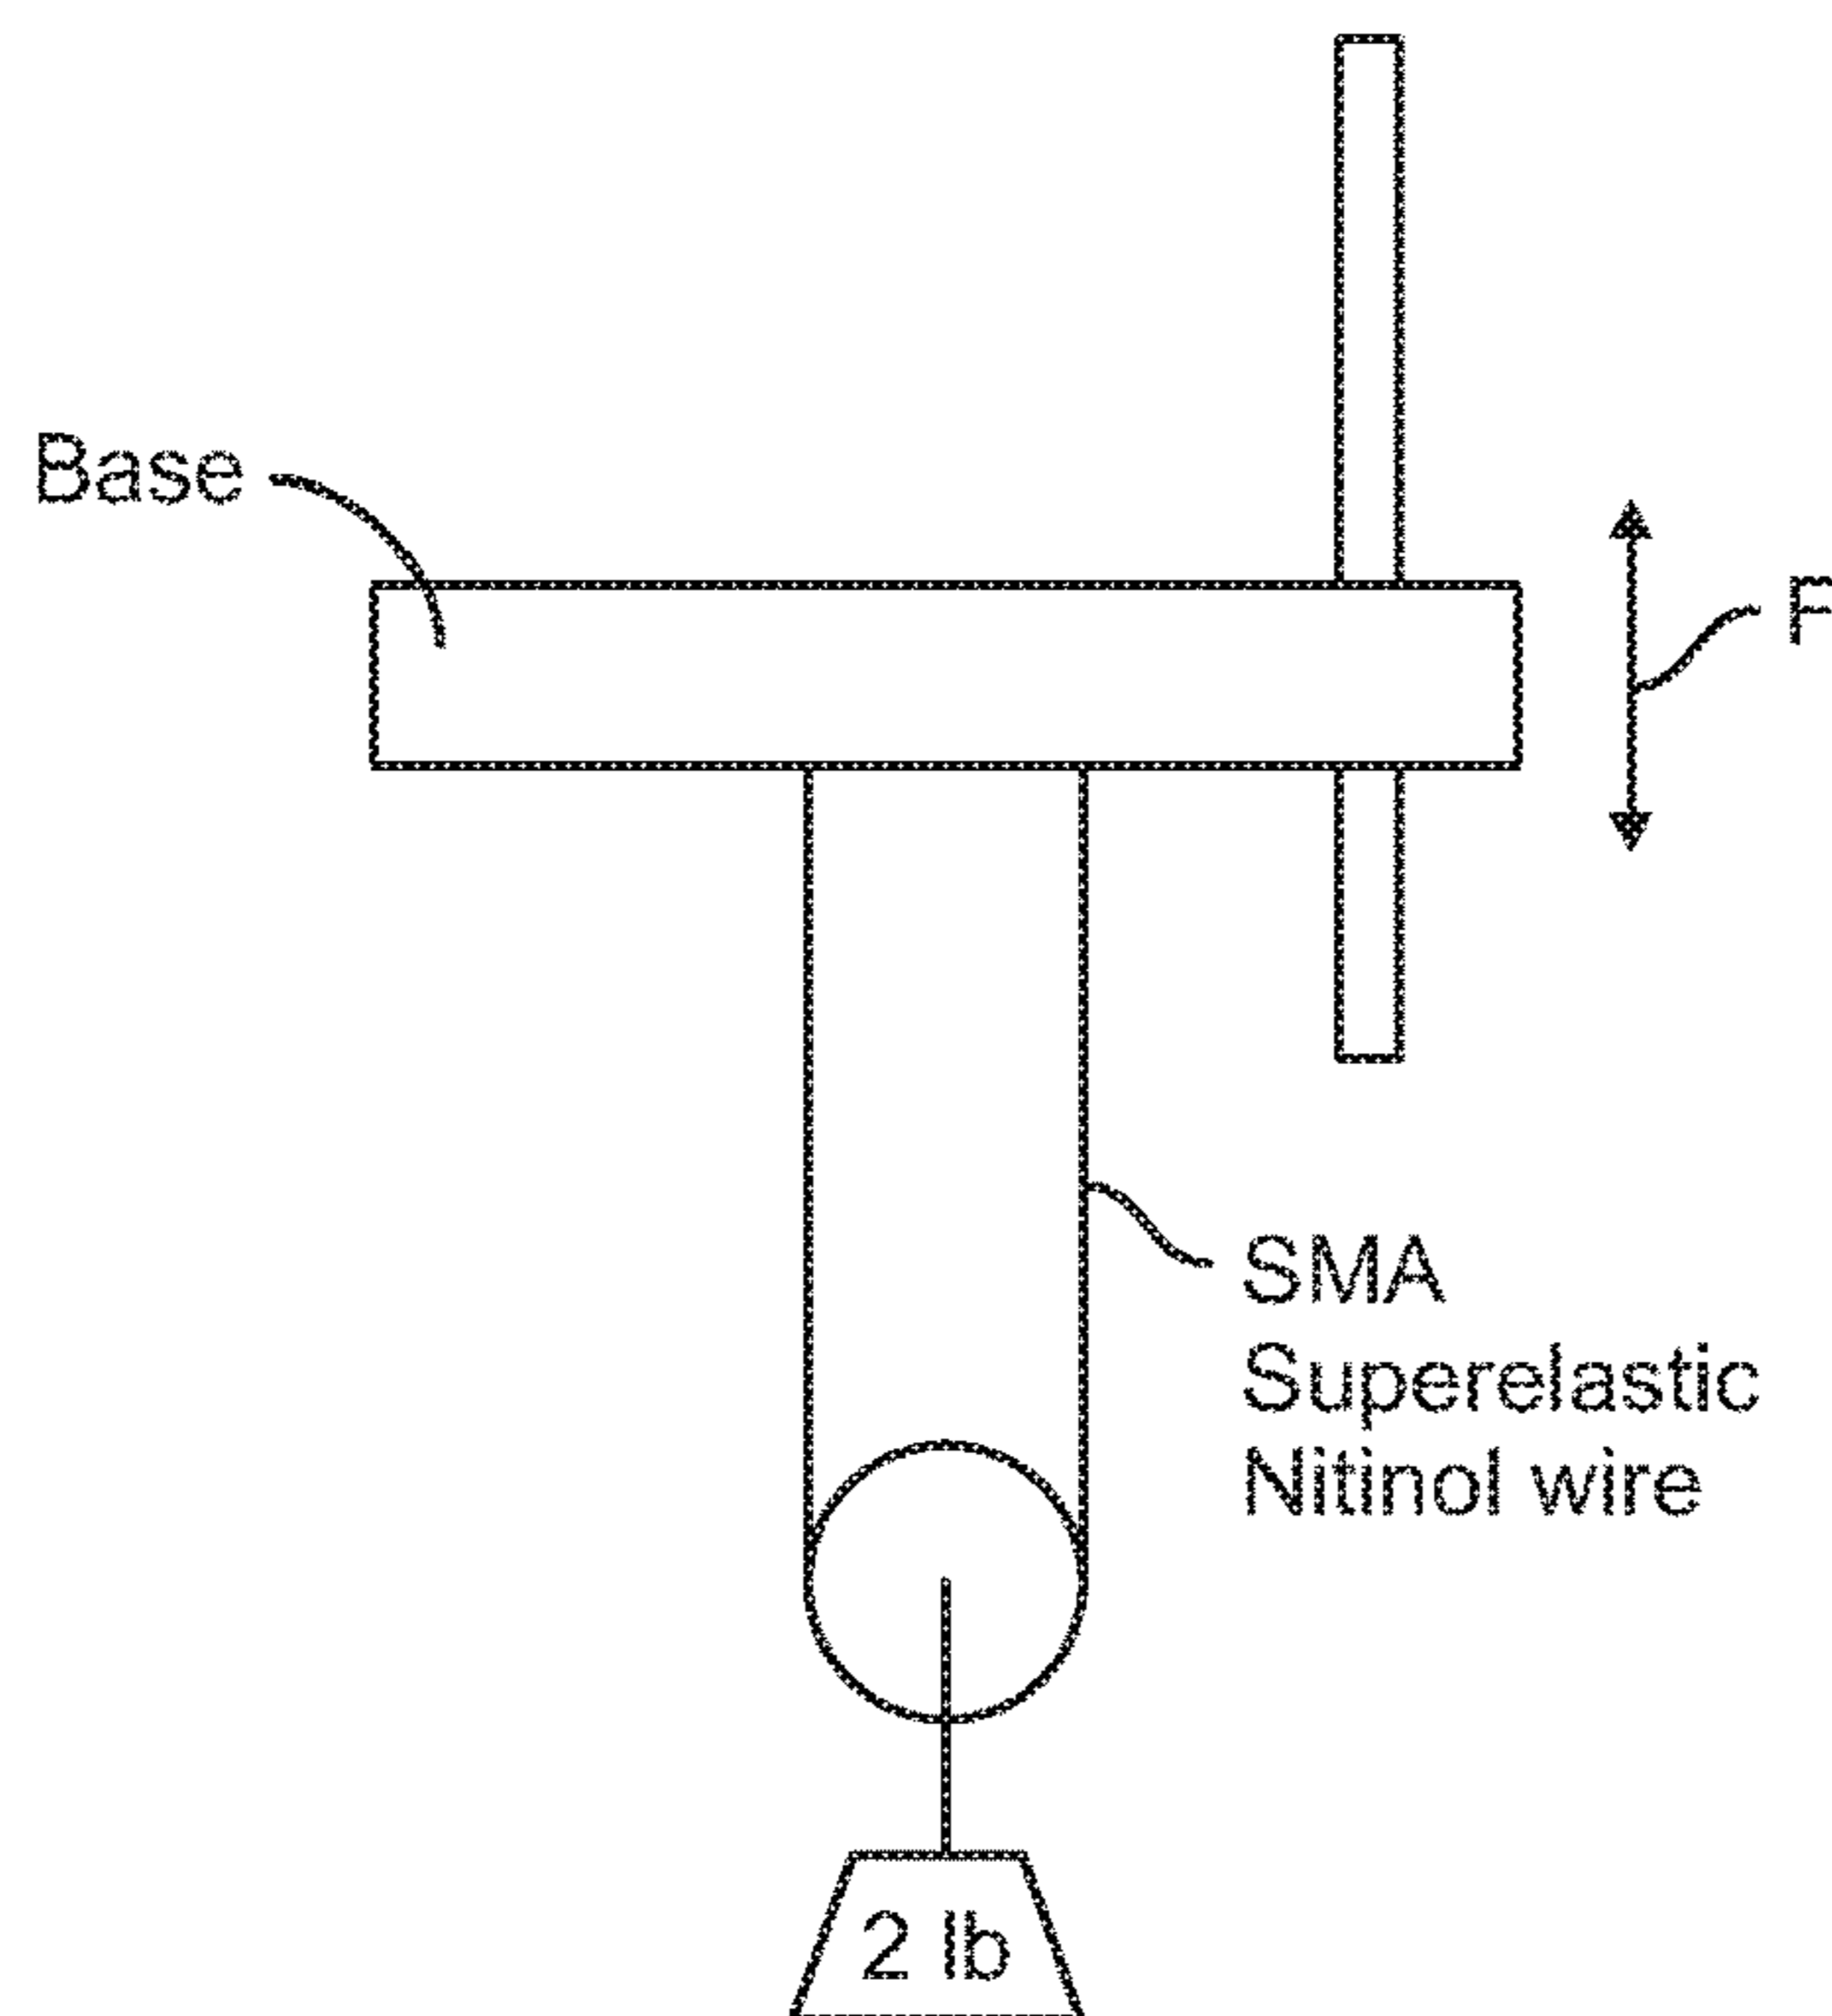 Base
F
SMA
Superelastic
Nitinol wire
2 lb